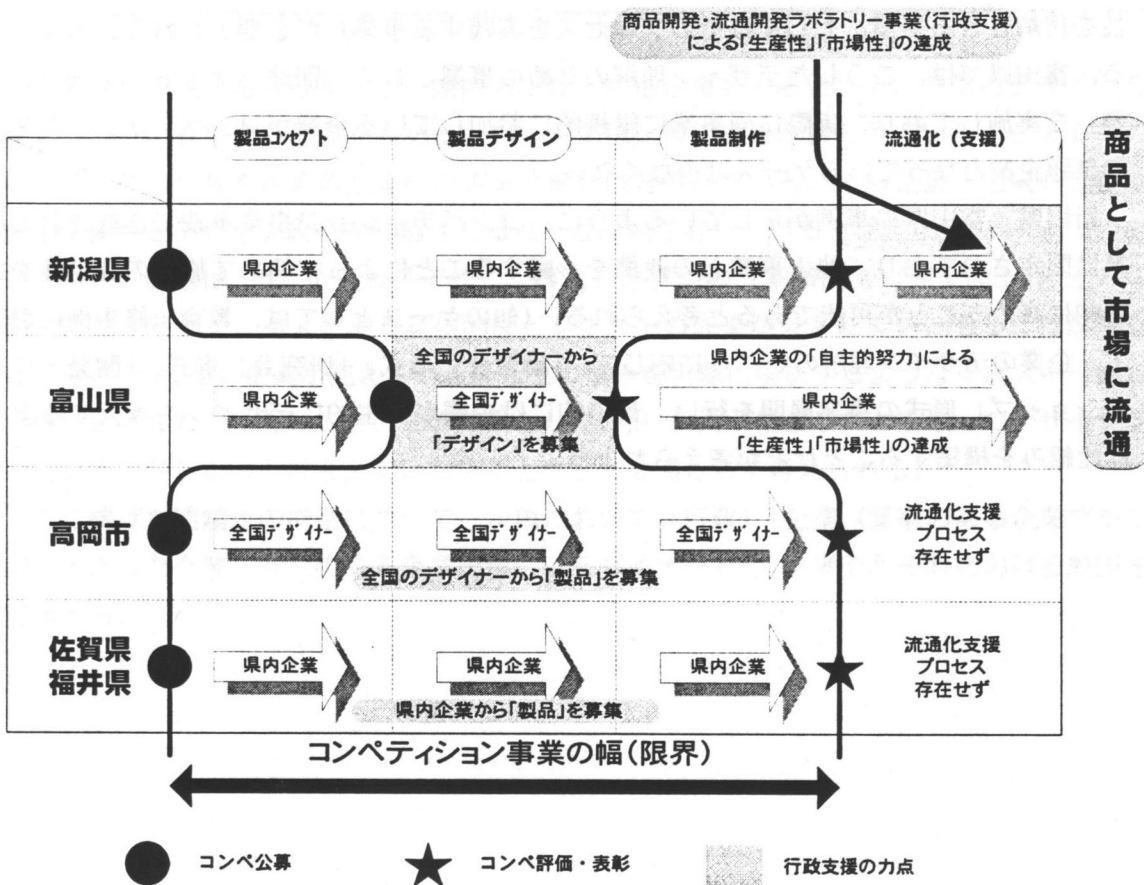 商品開発・流通開発ラボラトリー事業(行政支援)
による「生産性」「市場性」の達成
製品ｺﾝｾﾌﾟﾄ
製品デザイン
製品制作
流通化（支援）
商品として市場に流通
新潟県
県内企業
県内企業
県内企業
県内企業
富山県
県内企業
全国のデザイナーから
全国ﾃﾞｻﾞｲﾅｰ
「デザイン」を募集
県内企業の「自主的努力」による
県内企業
「生産性」「市場性」の達成
高岡市
全国ﾃﾞｻﾞｲﾅｰ
全国ﾃﾞｻﾞｲﾅｰ
全国ﾃﾞｻﾞｲﾅｰ
全国のデザイナーから「製品」を募集
流通化支援
プロセス
存在せず
佐賀県
福井県
県内企業
県内企業
県内企業
県内企業から「製品」を募集
流通化支援
プロセス
存在せず
コンペティション事業の幅(限界)
コンペ公募
コンペ評価・表彰
行政支援の力点